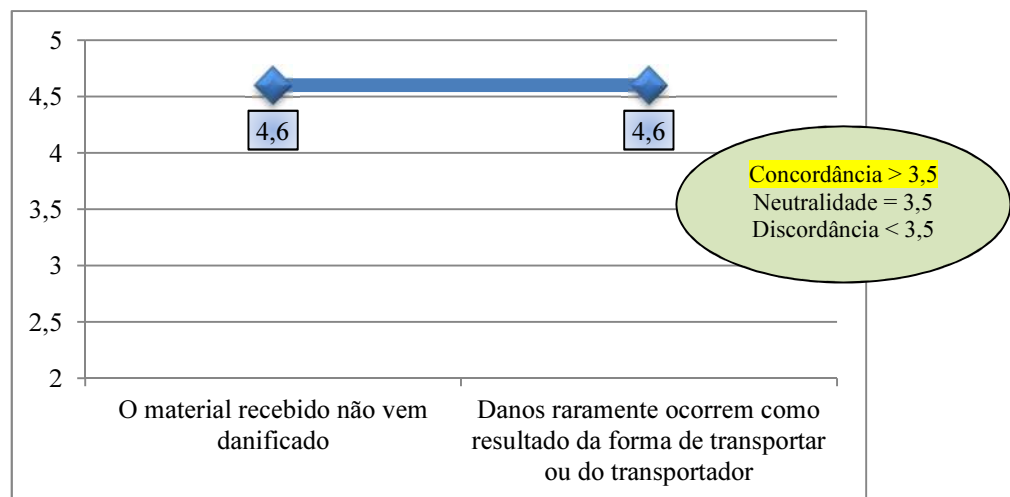 5
4,5
4
3,5
3
2,5
2
4,6
4,6
Concordância > 3,5
Neutralidade = 3,5
Discordância < 3,5
O material recebido não vem
danificado
Danos raramente ocorrem como
resultado da forma de transportar
ou do transportador